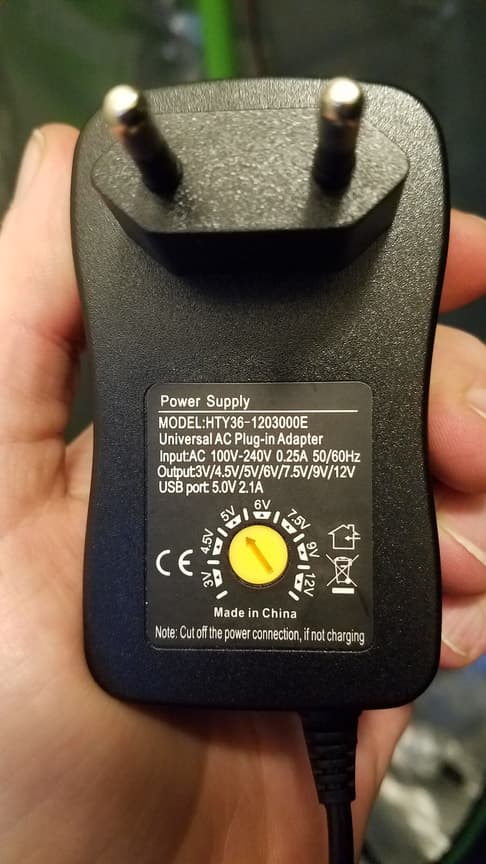 Power Supply
MODEL:HTY36-1203000E
Universal AC Plug-in Adapter
Input:AC 100V-240V 0.25A 50/60Hz
Output:3V/4.5V/5V/6V/7.5V/9V/12V
USB port: 5.0V 2.1A
3V 4.5V 5V 6V 7.5V 9V 12V
CE
Made in China
Note: Cut off the power connection, if not charging